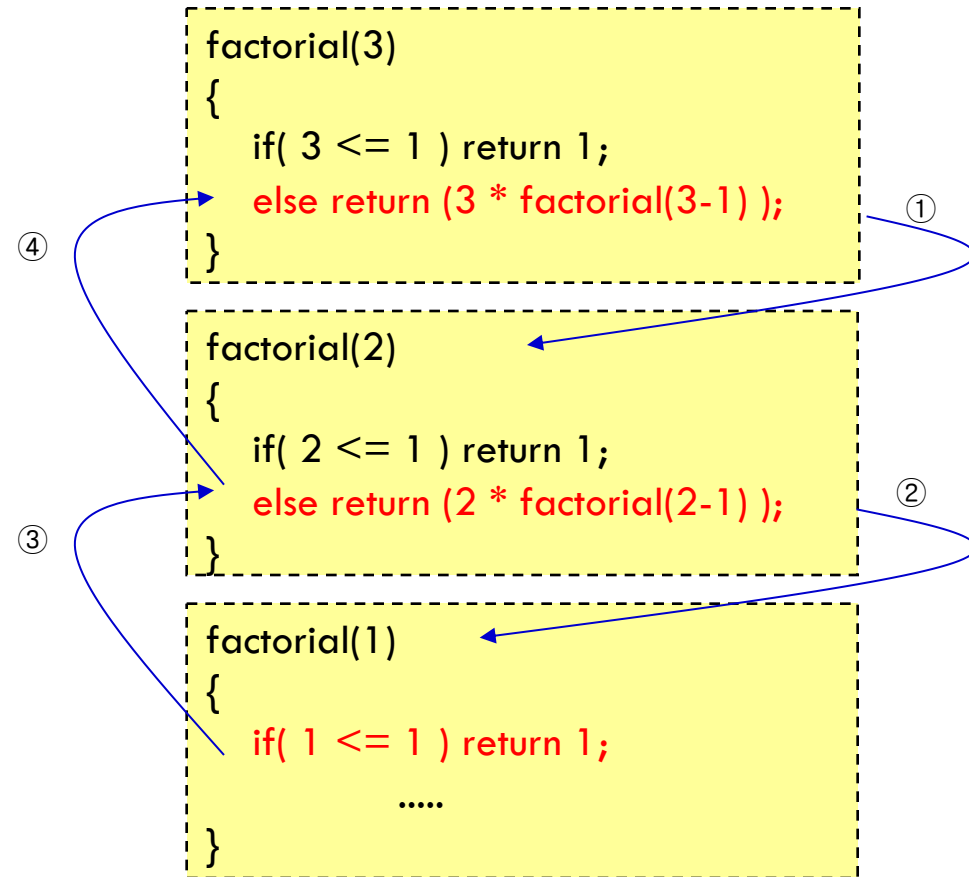 factorial(3)
{
if( 3 <= 1 ) return 1;
else return (3 * factorial(3-1) );
}
①
④
factorial(2)
{
if( 2 <= 1 ) return 1;
else return (2 * factorial(2-1) );
}
②
③
factorial(1)
{
if( 1 <= 1 ) return 1;
.....
}